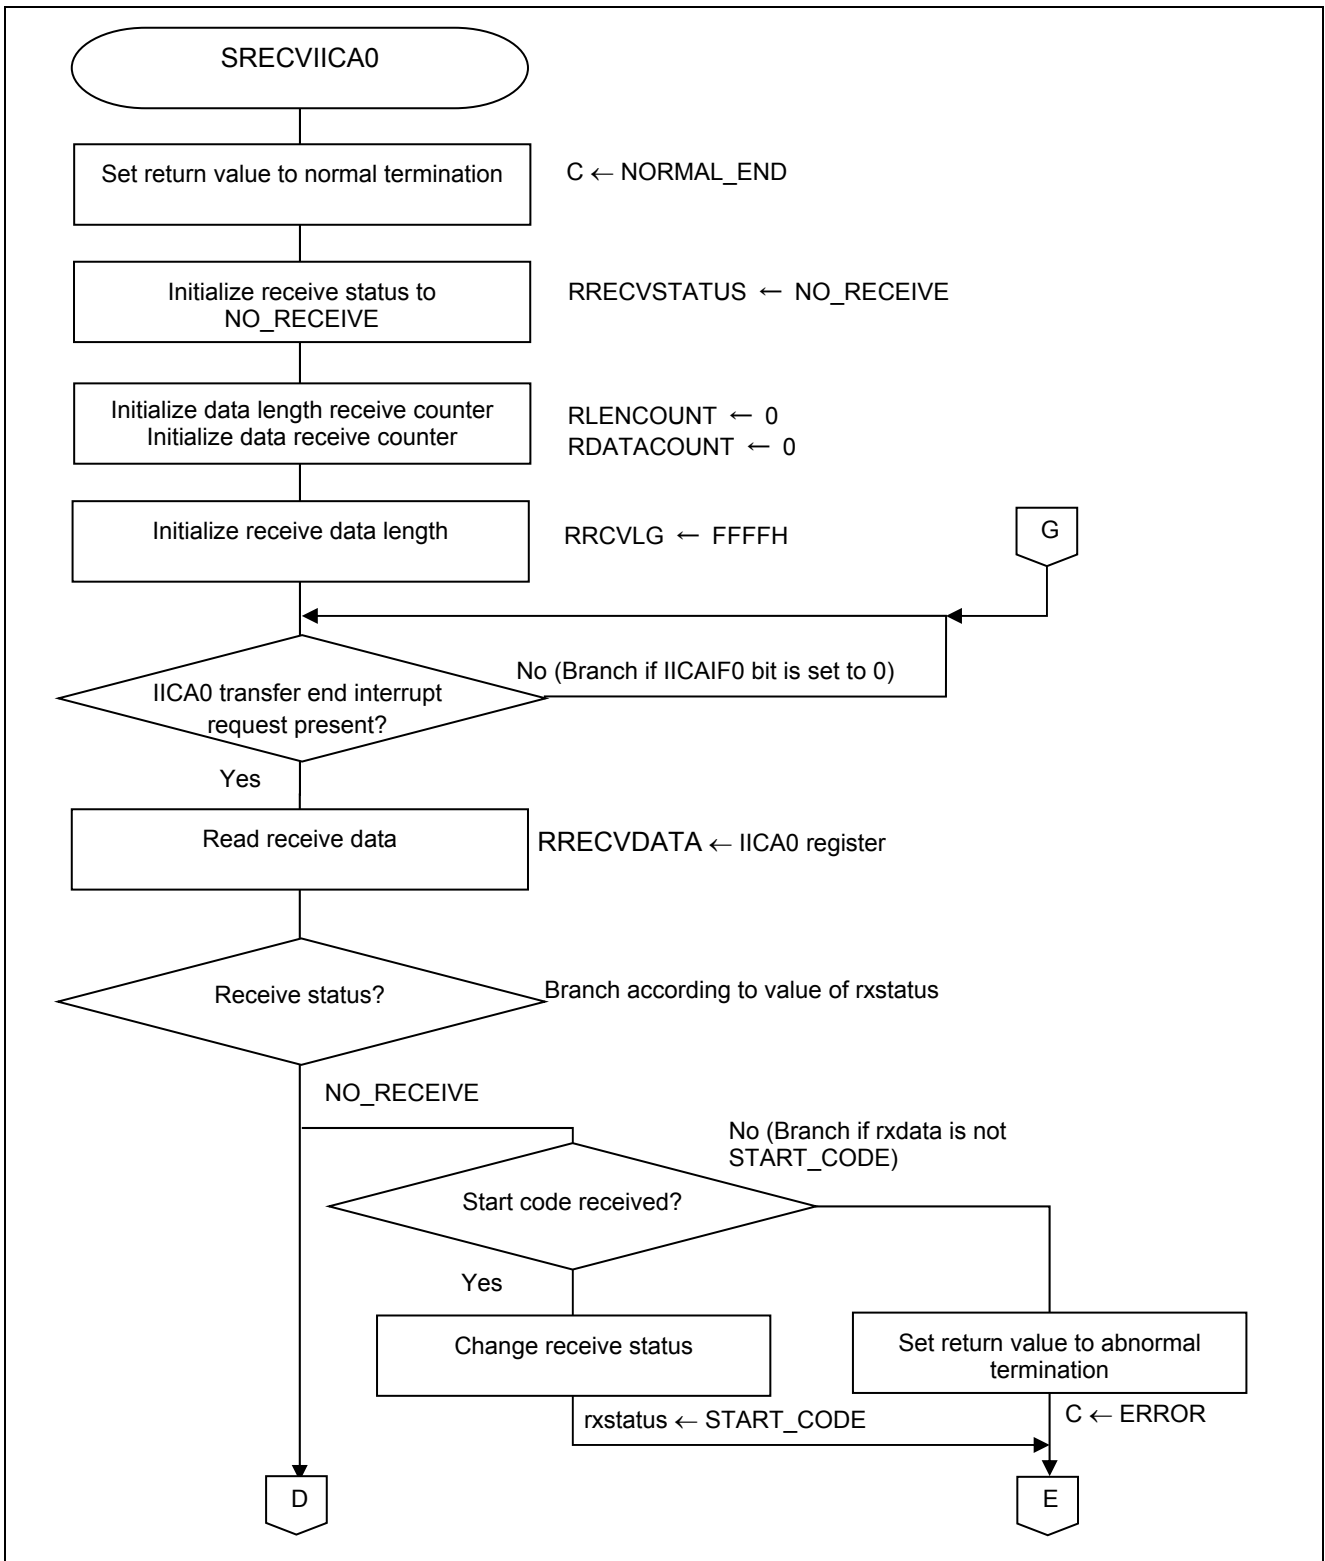 SRECVIICA0
Set return value to normal termination
C ← NORMAL_END
Initialize receive status to
NO_RECEIVE
RRECVSTATUS ← NO_RECEIVE
Initialize data length receive counter
Initialize data receive counter
RLENCOUNT ← 0
RDATACOUNT ← 0
Initialize receive data length
RRCVLG ← FFFFH
G
IICA0 transfer end interrupt
request present?
No (Branch if IICAIF0 bit is set to 0)
Yes
Read receive data
RRECVDATA ← IICA0 register
Receive status?
Branch according to value of rxstatus
NO_RECEIVE
No (Branch if rxdata is not
START_CODE)
Start code received?
Yes
Change receive status
Set return value to abnormal
termination
rxstatus ← START_CODE
C ← ERROR
D
E